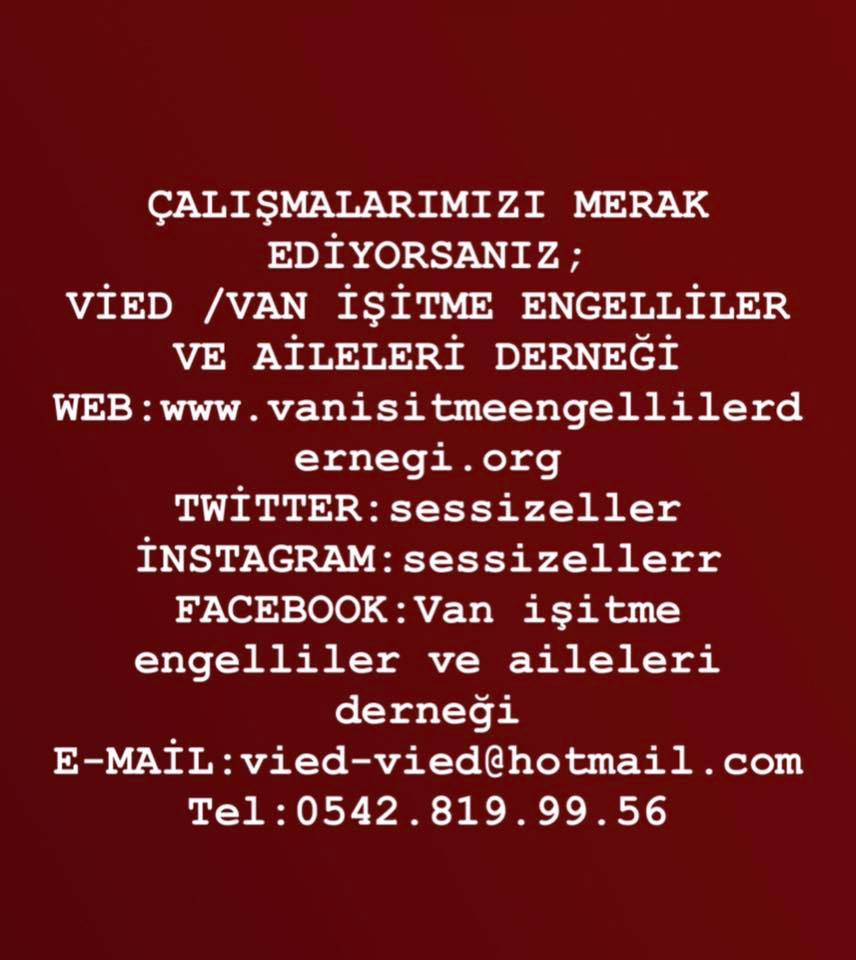 ÇALIŞMALARIMIZI MERAK
EDİYORSANIZ;
VİED /VAN İŞİTME ENGELLİLER
VE AİLELERİ DERNEĞİ
WEB:www.vanisitmeengellilerd
ernegi.org
TWİTTER:sessizeller
İNSTAGRAM:sessizellerr
FACEBOOK:Van işitme
engelliler ve aileleri
derneği
E-MAİL:vied-vied@hotmail.com
Tel:0542.819.99.56